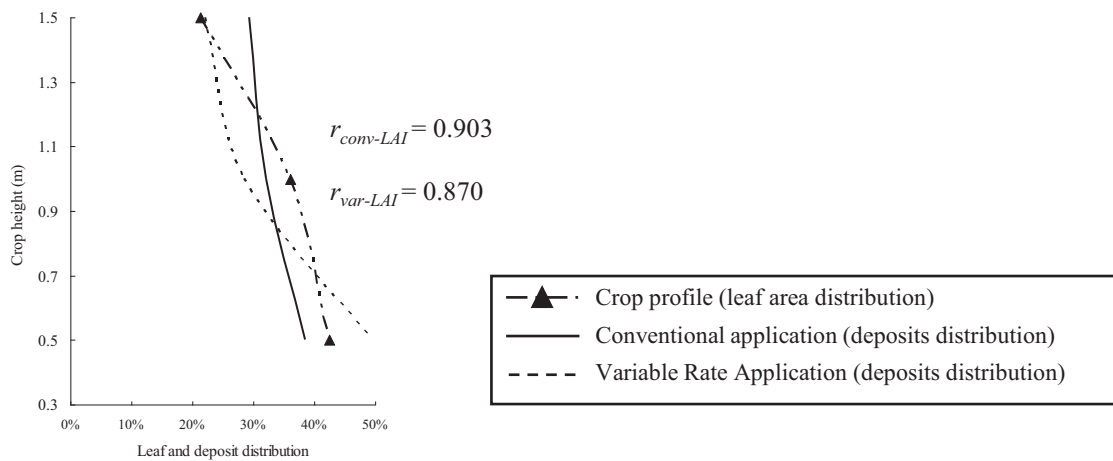 1.5
1.3
1.1
0.9
0.7
0.5
0.3
Crop height (m)
0% 10% 20% 30% 40% 50%
Leaf and deposit distribution
r conv-LAI = 0.903
r var-LAI = 0.870
Crop profile (leaf area distribution)
Conventional application (deposits distribution)
Variable Rate Application (deposits distribution)